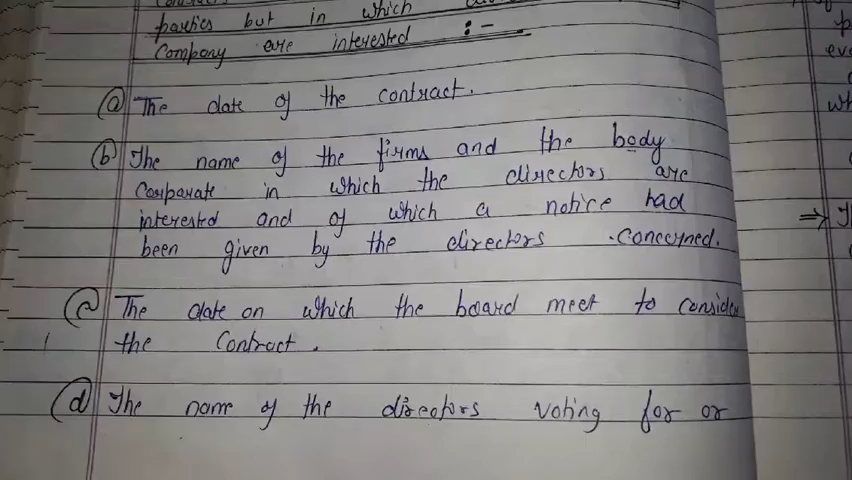 parties but in which
Company are interested :-
(a) The date of the contract.
(b) The name of the firms and the body
Corporate in which the directors are
interested and of which a notice had
been given by the directors concerned.
(c) The date on which the board meet to consider
the Contract.
(d) The name of the directors voting for or